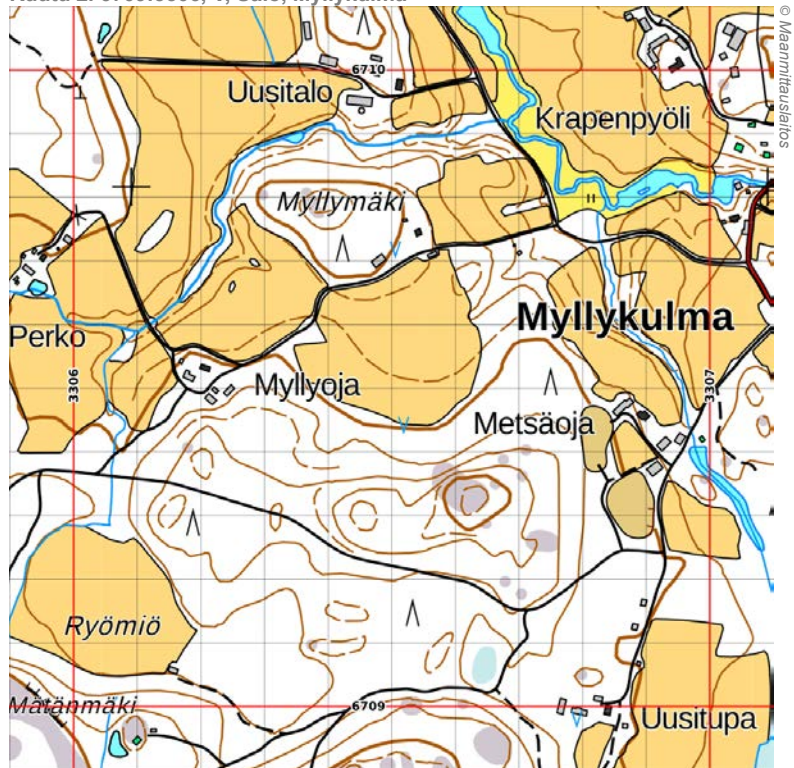 © Maanmittauslaitos
6710
Uusitalo
Krapenpyöli
Myllymäki
Myllykulma
Perko
3306
3307
Myllyoja
Metsäoja
Ryömiö
Mätänmäki
6709
Uusitupa